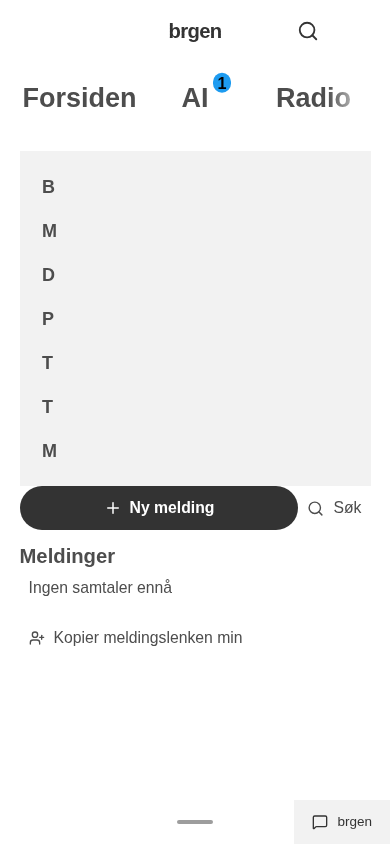 brgen
Forsiden AI 1 Radio
B
M
D
P
T
T
M
Ny melding Søk
Meldinger
Ingen samtaler ennå
Kopier meldingslenken min
brgen